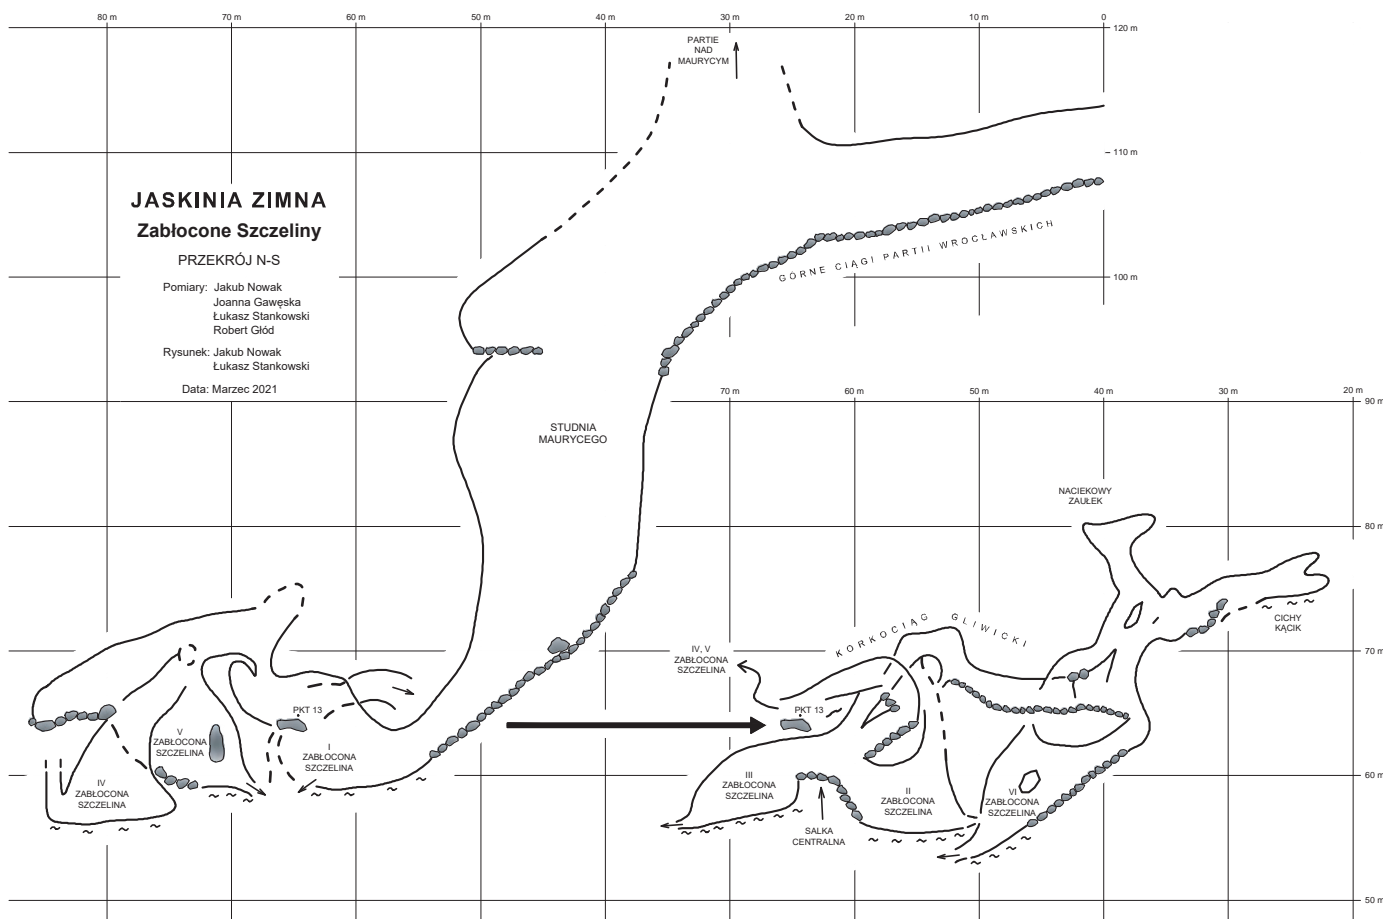 80 m
70 m
60 m
50 m
40 m
30 m
20 m
10 m
0
120 m
PARTIE
NAD
MAURYCYM
110 m
JASKINIA ZIMNA
Zabłocone Szczeliny
PRZEKRÓJ N-S
Pomiary: Jakub Nowak
Joanna Gawęska
Łukasz Stankowski
Robert Głód
Rysunek: Jakub Nowak
Łukasz Stankowski
Data: Marzec 2021
GÓRNE CIĄGI PARTII WROCŁAWSKICH
100 m
70 m
60 m
50 m
40 m
30 m
20 m
90 m
STUDNIA
MAURYCEGO
NACIEKOWY
ZAUŁEK
80 m
CICHY
KĄCIK
KORKOCIĄG GLIWICKI
IV, V
ZABŁOCONA
SZCZELINA
70 m
PKT 13
PKT 13
V
ZABŁOCONA
SZCZELINA
I
ZABŁOCONA
SZCZELINA
IV
ZABŁOCONA
SZCZELINA
III
ZABŁOCONA
SZCZELINA
II
ZABŁOCONA
SZCZELINA
VI
ZABŁOCONA
SZCZELINA
60 m
SALKA
CENTRALNA
50 m